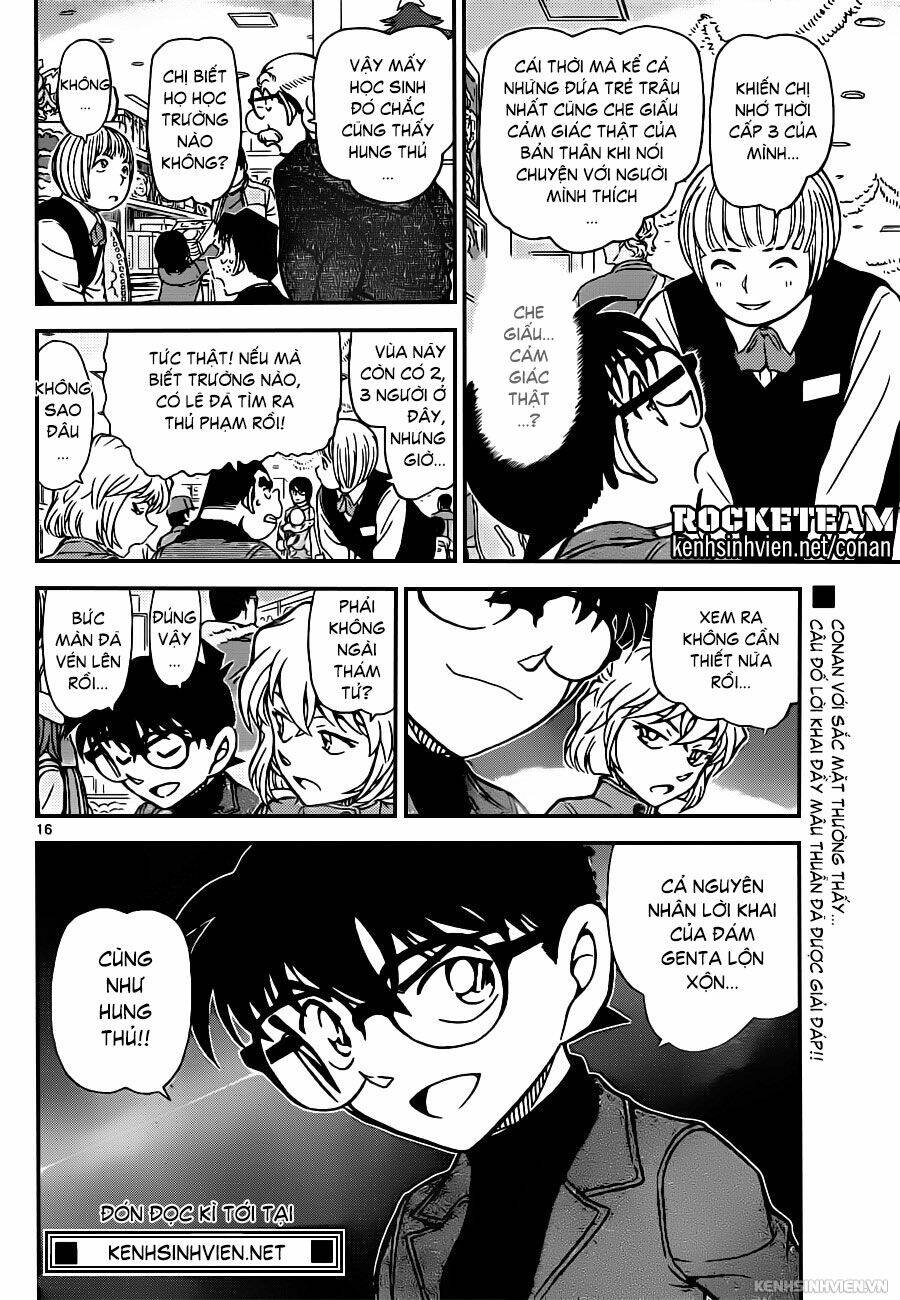 KHIẾN CHỊ
NHỚ THỜI
CẤP 3 CỦA
MÌNH...
CÁI THỜI MÀ KỂ CẢ
NHỮNG ĐỨA TRẺ TRÂU
NHẤT CŨNG CHE GIẤU
CẢM GIÁC THẬT CỦA
BẢN THÂN KHI NÓI
CHUYỆN VỚI NGƯỜI
MÌNH THÍCH
...
CHE
GIẤU...
CẢM
GIÁC
THẬT
...?
ROCKETEAM
kenhsinhvien.net/conan
VẬY MẤY
HỌC SINH
ĐÓ CHẮC
CŨNG THẤY
HUNG THỦ
...
CHỊ BIẾT
HỌ HỌC
TRƯỜNG
NÀO
KHÔNG?
KHÔNG
...
VỪA NÃY
CÒN CÓ 2,
3 NGƯỜI Ở
ĐÂY,
NHƯNG
GIỜ...
TỨC THẬT! NẾU MÀ
BIẾT TRƯỜNG NÀO,
CÓ LẼ ĐÃ TÌM RA
THỦ PHẠM RỒI!
KHÔNG
SAO
ĐÂU
...
XEM RA
KHÔNG CẦN
THIẾT NỮA
RỒI...
PHẢI
KHÔNG
NGÀI
THÁM
TỬ?
ĐÚNG
VẬY...
BỨC
MÀN ĐÃ
VÉN LÊN
RỒI...
16
CẢ NGUYÊN
NHÂN LỜI KHAI
CỦA ĐÁM
GENTA LỘN
XỘN...
CŨNG
NHƯ
HUNG
THỦ!!
CONAN VỚI SẮC MẶT THƯỜNG THẤY...
CÂU ĐỐ LỜI KHAI ĐẦY MÂU THUẪN ĐÃ ĐƯỢC GIẢI ĐÁP!!
ĐÓN ĐỌC KÌ TỚI TẠI
KENHSINHVIEN.NET
KENHSINHVIEN.VN